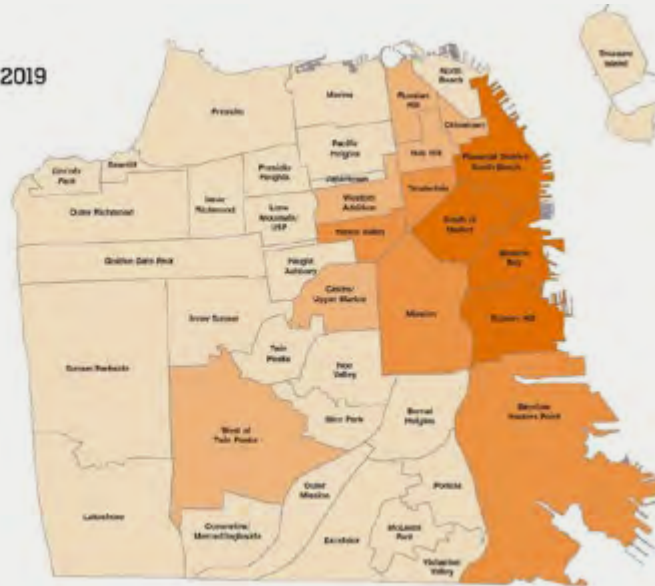 2019
Treasure
Island
North
Beach
Marina
Russian
Hill
Presidio
Chinatown
Pacific
Heights
Nob Hill
Financial District/
South Beach
Seacliff
Lincoln
Park
Presidio
Heights
Japantown
Tenderloin
Western
Addition
Outer Richmond
Inner
Richmond
Lone
Mountain/
USF
South of
Market
Hayes Valley
Golden Gate Park
Haight
Ashbury
Mission
Bay
Castro/
Upper Market
Mission
Potrero Hill
Inner Sunset
Twin
Peaks
Noe
Valley
Sunset/Parkside
Glen Park
Bernal
Heights
Bayview
Hunters Point
West of
Twin Peaks
Outer
Mission
Portola
Lakeshore
Oceanview/
Merced/Ingleside
Excelsior
McLaren
Park
Visitacion
Valley